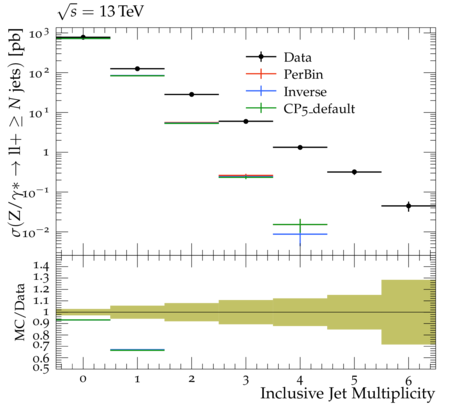 √s = 13 TeV
σ(Z/γ* → ll+ ≥ N jets) [pb]
10³
10²
10¹
1
10⁻¹
10⁻²
Data
PerBin
Inverse
CP5_default
MC/Data
1.4
1.3
1.2
1.1
1
0.9
0.8
0.7
0.6
0.5
0 1 2 3 4 5 6
Inclusive Jet Multiplicity